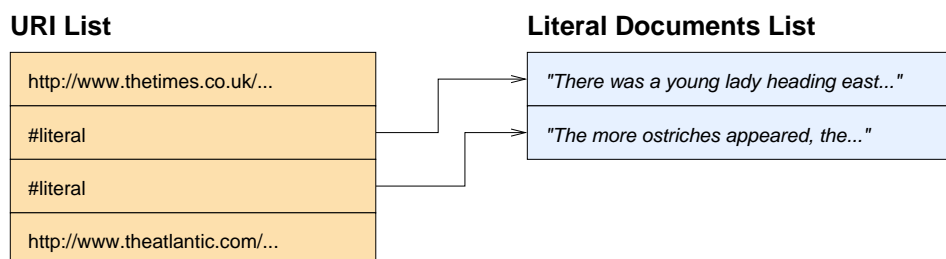 URI List
http://www.thetimes.co.uk/...
#literal
#literal
http://www.theatlantic.com/...
Literal Documents List
"There was a young lady heading east..."
"The more ostriches appeared, the..."